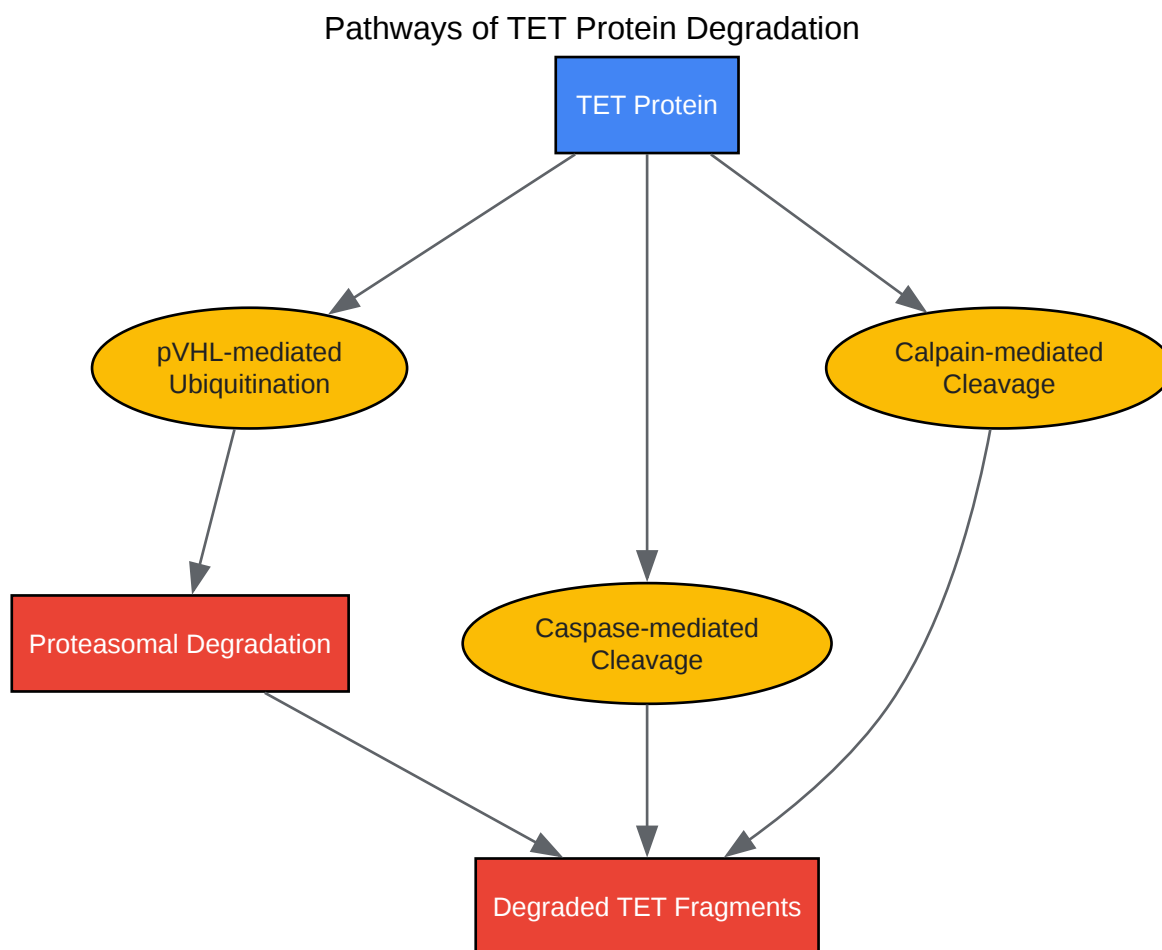 Pathways of TET Protein Degradation
TET Protein
pVHL-mediated
Ubiquitination
Calpain-mediated
Cleavage
Proteasomal Degradation
Caspase-mediated
Cleavage
Degraded TET Fragments